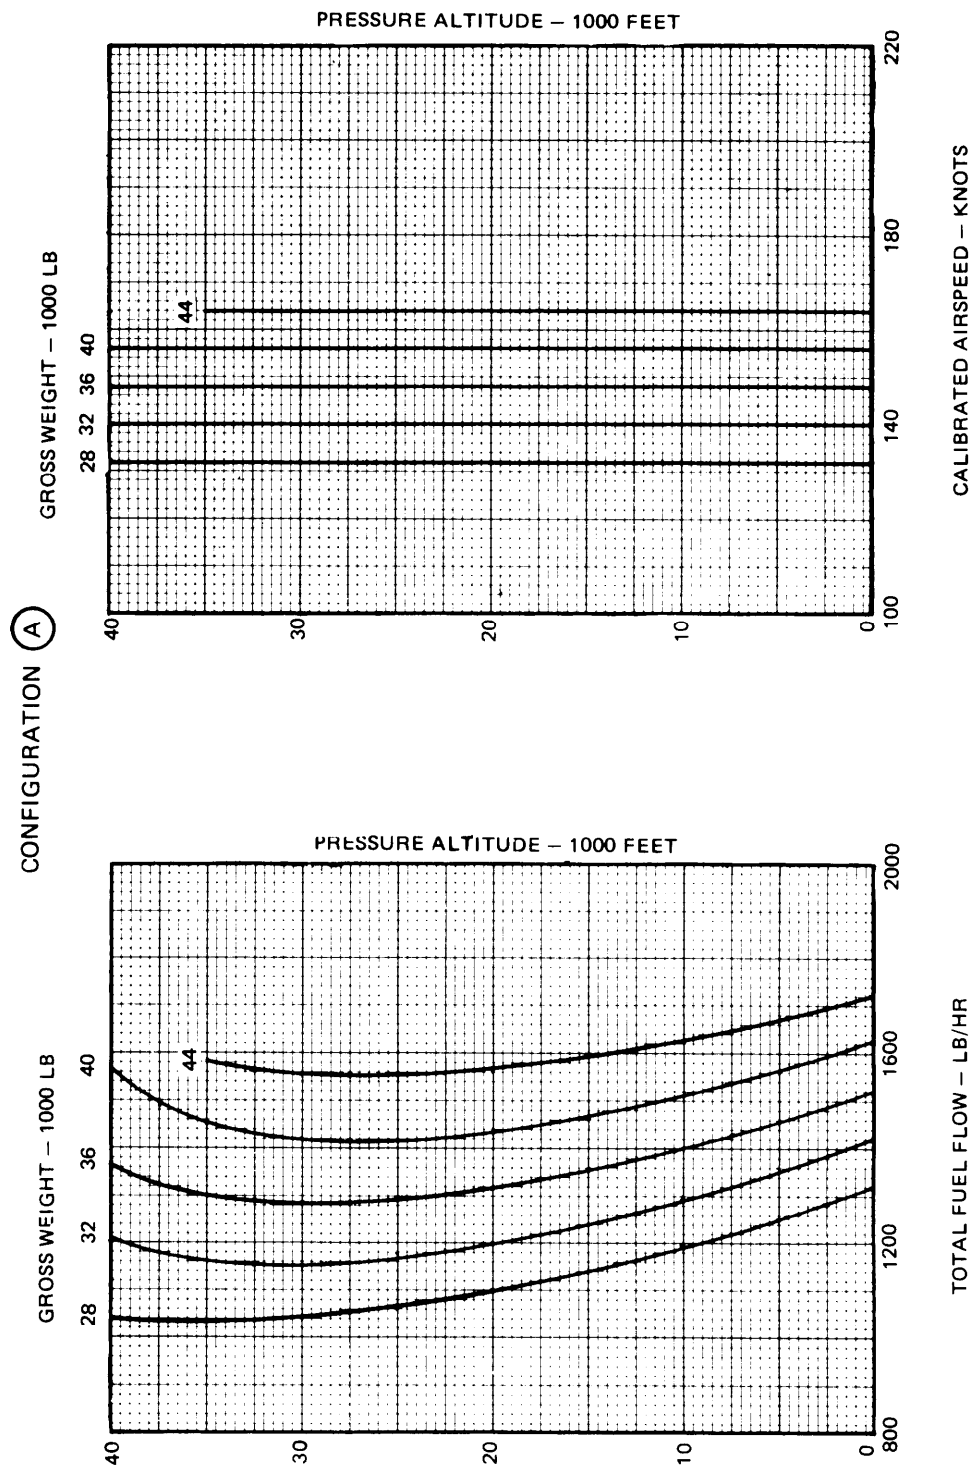 CONFIGURATION A
GROSS WEIGHT – 1000 LB
28 32 36 40
44
PRESSURE ALTITUDE – 1000 FEET
40
30
20
10
0
800 1200 1600 2000
TOTAL FUEL FLOW – LB/HR
GROSS WEIGHT – 1000 LB
28 32 36 40
44
PRESSURE ALTITUDE – 1000 FEET
40
30
20
10
0
100 140 180 220
CALIBRATED AIRSPEED – KNOTS